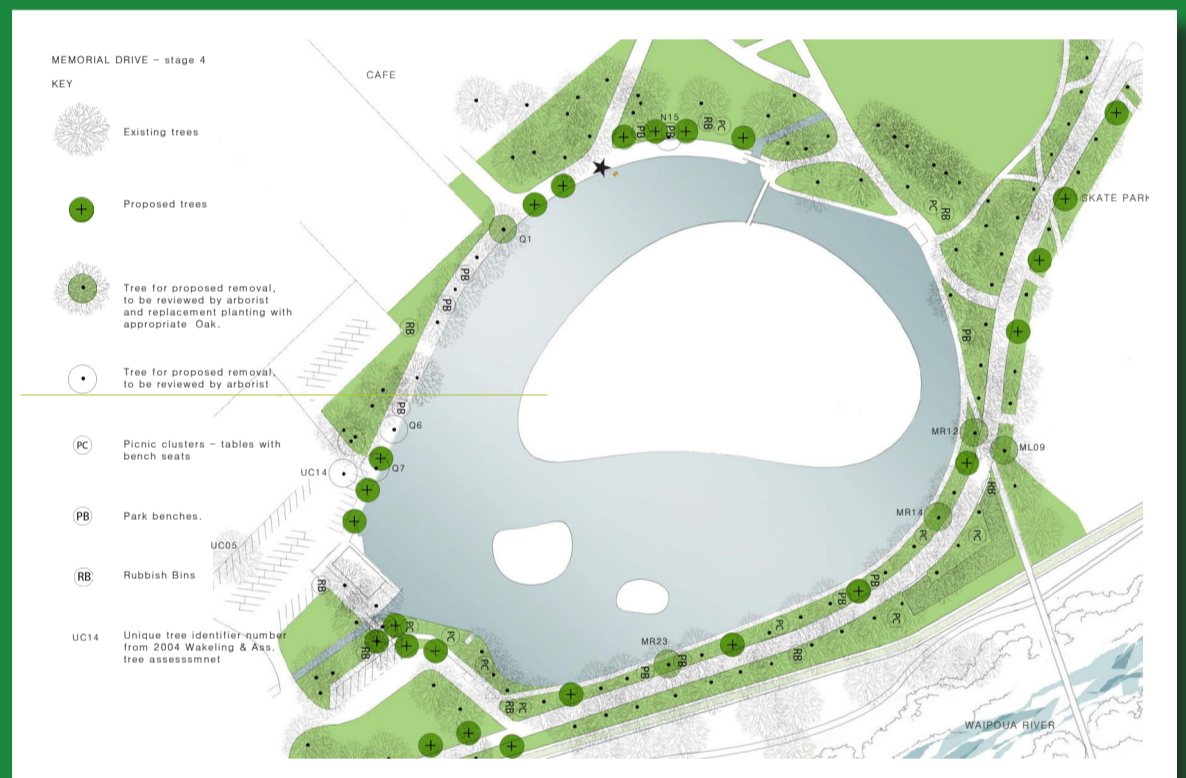 MEMORIAL DRIVE – stage 4
KEY
Existing trees
Proposed trees
Tree for proposed removal,
to be reviewed by arborist
and replacement planting with
appropriate Oak.
Tree for proposed removal,
to be reviewed by arborist
PC
Picnic clusters – tables with
bench seats
PB
Park benches.
RB
Rubbish Bins
UC14
Unique tree identifier number
from 2004 Wakeling & Ass.
tree assesssmnet
CAFE
N15
PB
PB
RB
PC
SKATE PARK
PC
RB
Q1
PB
PB
RB
PB
PB
Q6
MR12
ML09
UC14
Q7
RB
MR14
PC
PC
UC05
RB
PB
PB
PC
PC
PC
RB
PC
MR23
PB
PB
RB
PC
RB
PC
WAIPOUA RIVER